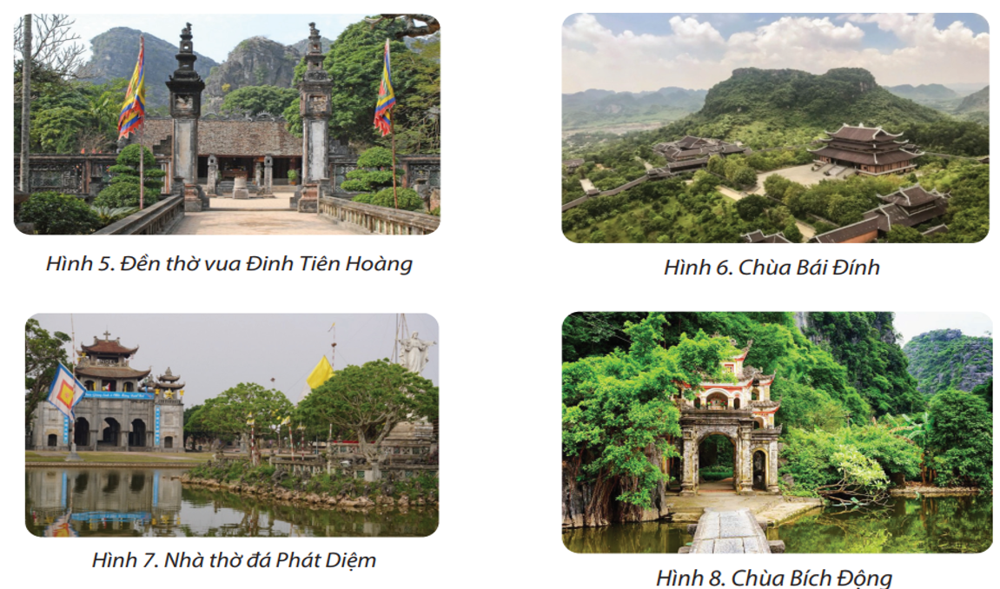 Hình 5. Đền thờ vua Đinh Tiên Hoàng
Hình 6. Chùa Bái Đính
Hình 7. Nhà thờ đá Phát Diệm
Hình 8. Chùa Bích Động